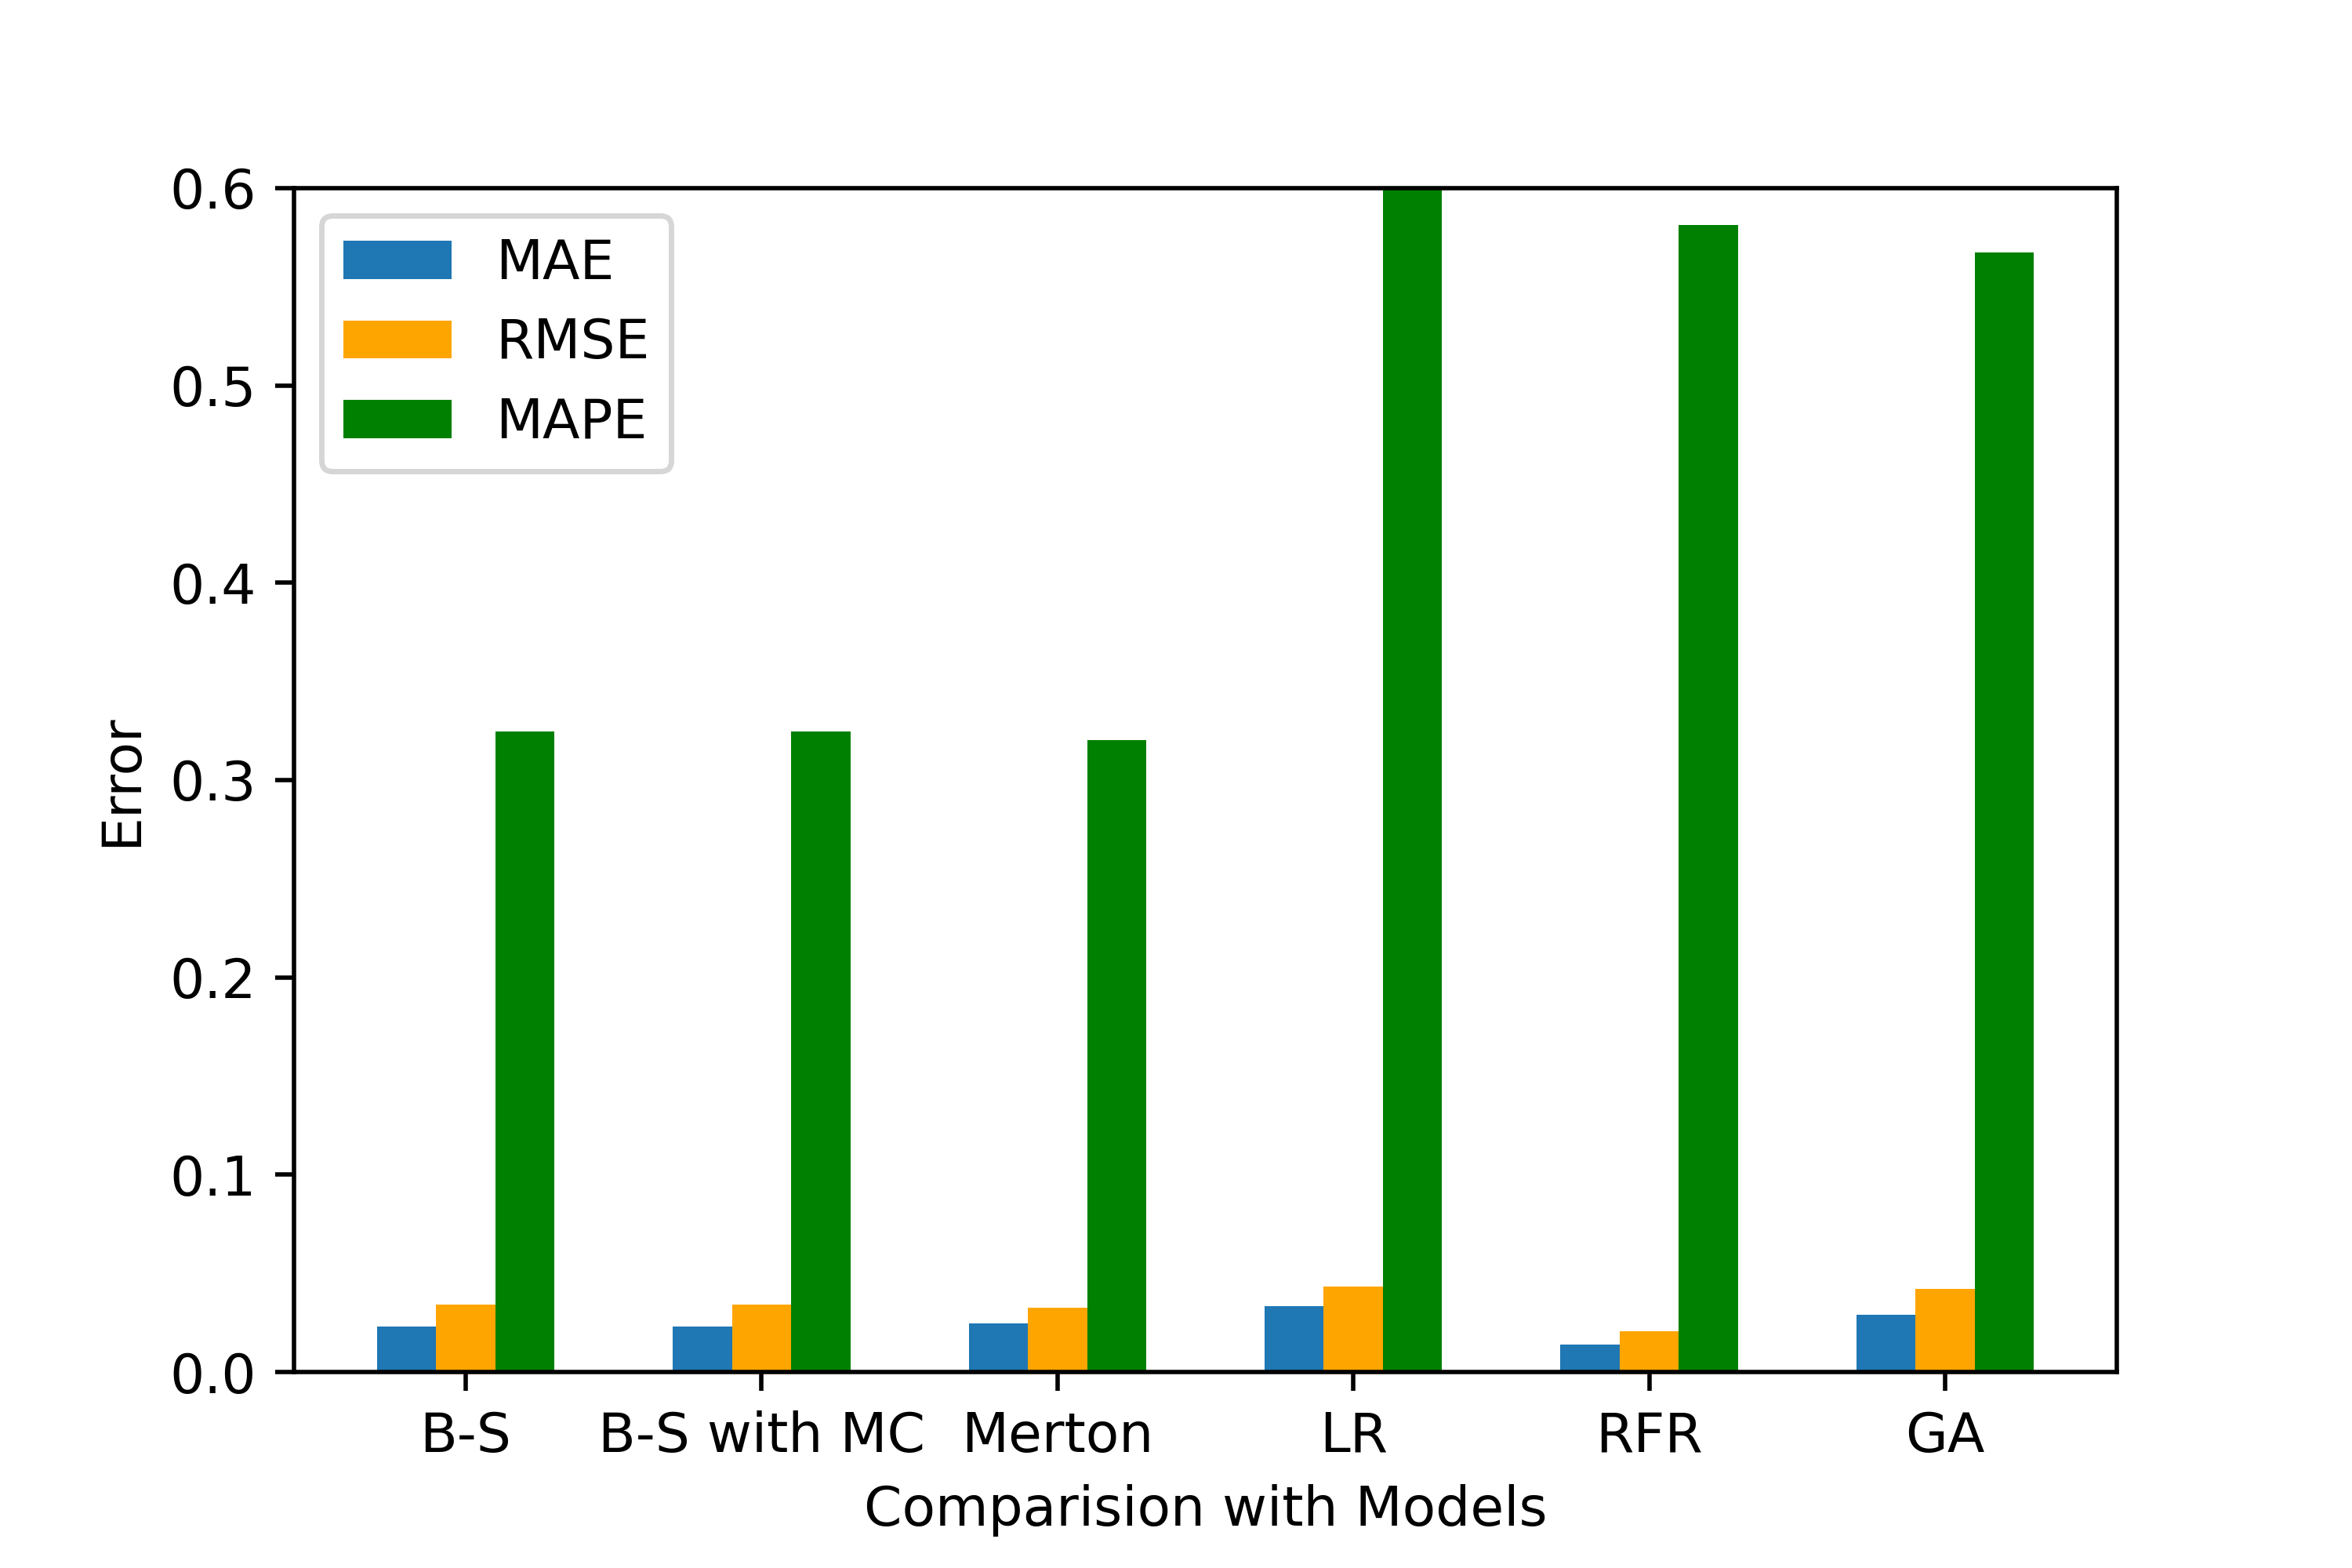 0.6
0.5
0.4
0.3
0.2
0.1
0.0
Error
MAE
RMSE
MAPE
B-S B-S with MC Merton LR RFR GA
Comparision with Models